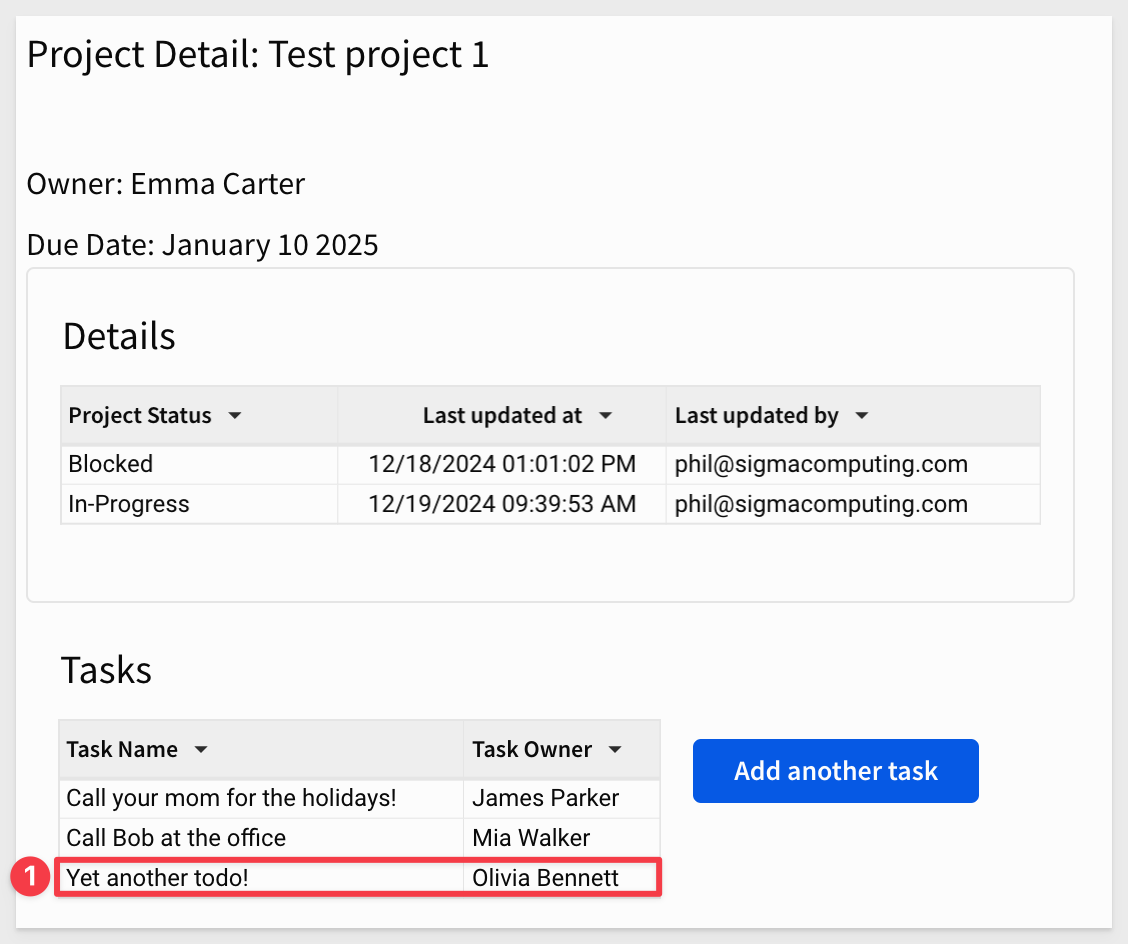 Project Detail: Test project 1
Owner: Emma Carter
Due Date: January 10 2025
Details
Project Status Last updated at Last updated by
Blocked 12/18/2024 01:01:02 PM phil@sigmacomputing.com
In-Progress 12/19/2024 09:39:53 AM phil@sigmacomputing.com
Tasks
Task Name Task Owner
Add another task
Call your mom for the holidays! James Parker
Call Bob at the office Mia Walker
1 Yet another todo! Olivia Bennett